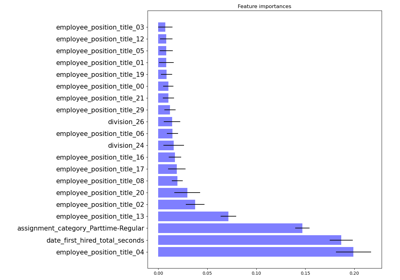 Feature importances
employee_position_title_03
employee_position_title_12
employee_position_title_05
employee_position_title_01
employee_position_title_19
employee_position_title_00
employee_position_title_21
employee_position_title_29
division_26
employee_position_title_06
division_24
employee_position_title_16
employee_position_title_17
employee_position_title_08
employee_position_title_20
employee_position_title_02
employee_position_title_13
assignment_category_Parttime-Regular
date_first_hired_total_seconds
employee_position_title_04
0.00 0.05 0.10 0.15 0.20